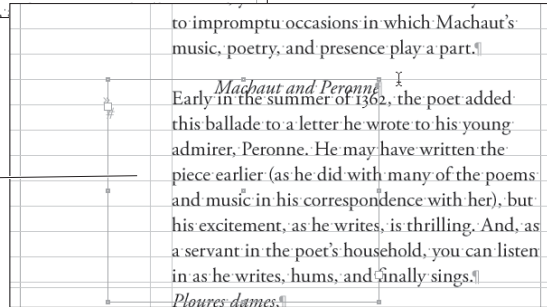 to impromptu occasions in which Machaut's
music, poetry, and presence play a part.
Machaut and Peronne
Early in the summer of 1362, the poet added
this ballade to a letter he wrote to his young
admirer, Peronne. He may have written the
piece earlier (as he did with many of the poems
and music in his correspondence with her), but
his excitement, as he writes, is thrilling. And, as
a servant in the poet's household, you can listen
in as he writes, hums, and finally sings.
Ploures dames,